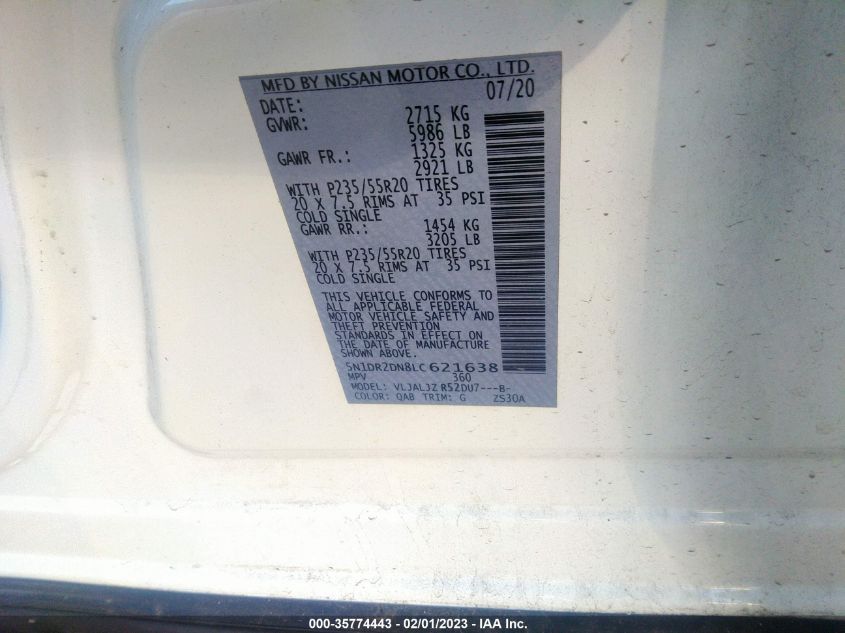 MFD BY NISSAN MOTOR CO., LTD.
DATE: 07/20
GVWR: 2715 KG
5986 LB
GAWR FR.: 1325 KG
2921 LB
WITH P235/55R20 TIRES
20 X 7.5 RIMS AT 35 PSI
COLD SINGLE
GAWR RR.: 1454 KG
3205 LB
WITH P235/55R20 TIRES
20 X 7.5 RIMS AT 35 PSI
COLD SINGLE
THIS VEHICLE CONFORMS TO
ALL APPLICABLE FEDERAL
MOTOR VEHICLE SAFETY AND
THEFT PREVENTION
STANDARDS IN EFFECT ON
THE DATE OF MANUFACTURE
SHOWN ABOVE.
5N1DR2DN8LC621638
MPV 360
MODEL: VLJALJZ R52DU7---B-
COLOR: QAB TRIM: G ZS30A
000-35774443 - 02/01/2023 - IAA Inc.